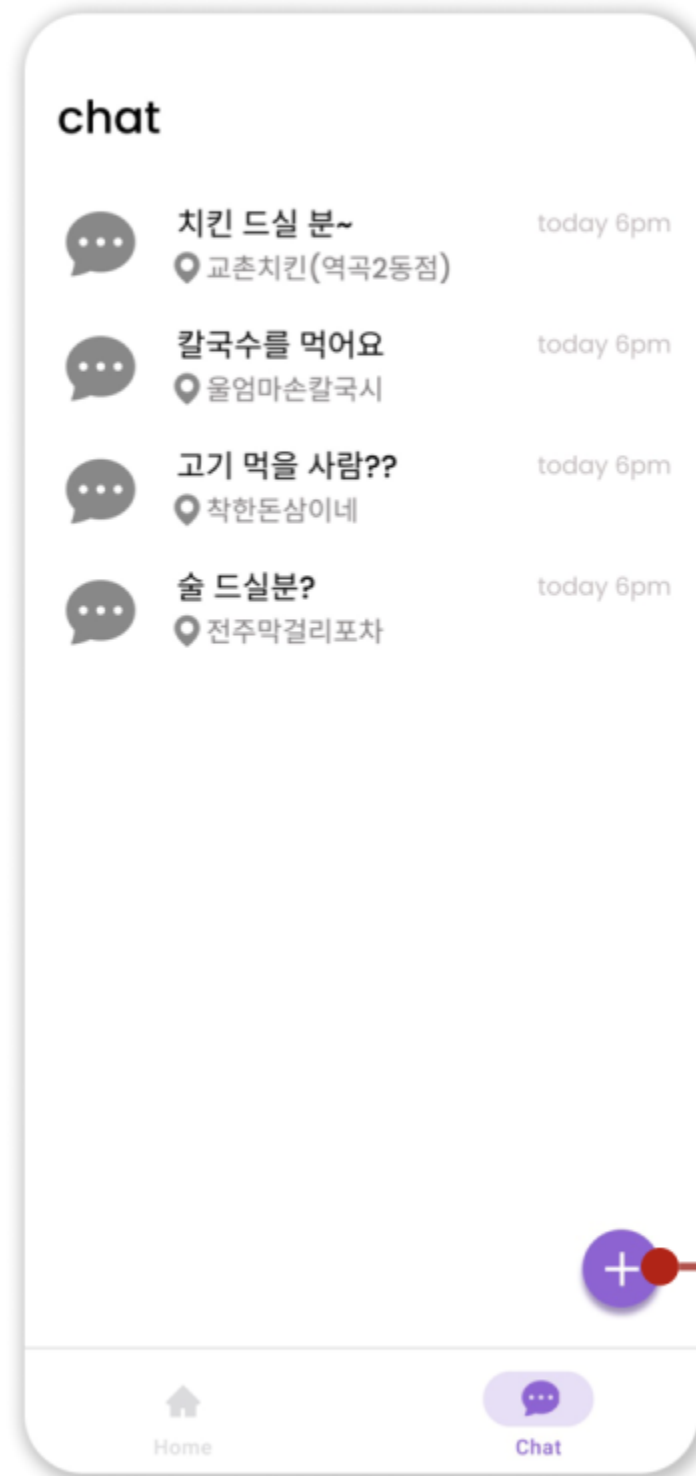 chat
치킨 드실 분~
today 6pm
교촌치킨(역곡2동점)
칼국수를 먹어요
today 6pm
울엄마손칼국시
고기 먹을 사람??
today 6pm
착한돈삼이네
술 드실분?
today 6pm
전주막걸리포차
Home
Chat